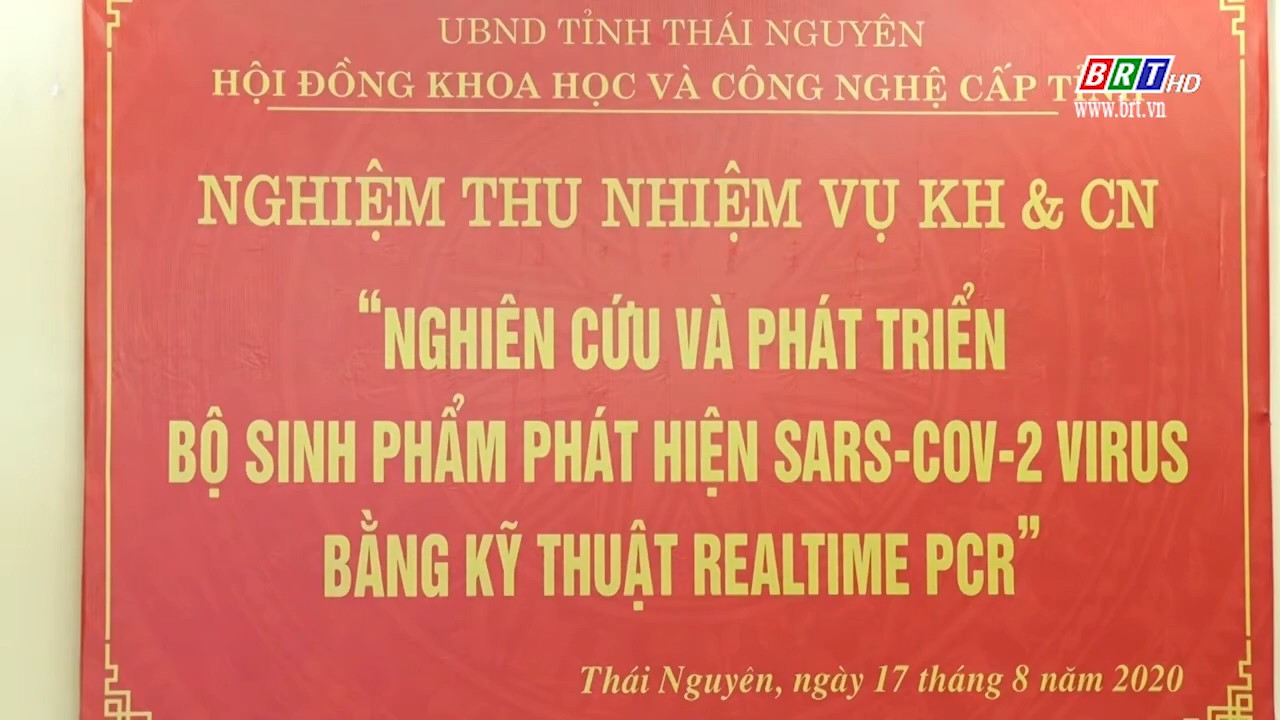 UBND TỈNH THÁI NGUYÊN
HỘI ĐỒNG KHOA HỌC VÀ CÔNG NGHỆ CẤP TỈNH
BRT HD
www.brt.vn
NGHIỆM THU NHIỆM VỤ KH & CN
“NGHIÊN CỨU VÀ PHÁT TRIỂN
BỘ SINH PHẨM PHÁT HIỆN SARS-COV-2 VIRUS
BẰNG KỸ THUẬT REALTIME PCR”
Thái Nguyên, ngày 17 tháng 8 năm 2020